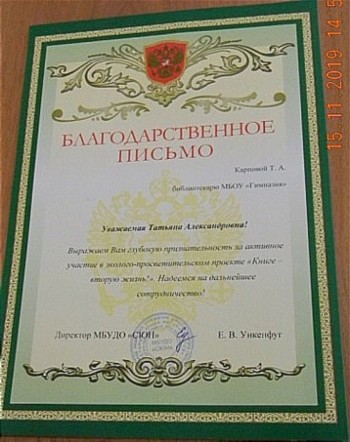 БЛАГОДАРСТВЕННОЕ
ПИСЬМО
Карповой Т. А.
библиотекарю МБОУ «Гимназия»
Уважаемая Татьяна Александровна!
Выражаем Вам глубокую признательность за активное
участие в эколого-просветительском проекте «Книге –
вторую жизнь!». Надеемся на дальнейшее
сотрудничество!
Директор МБУДО «СЮН» Е. В. Ункенфуг
15 11 2019 14:5